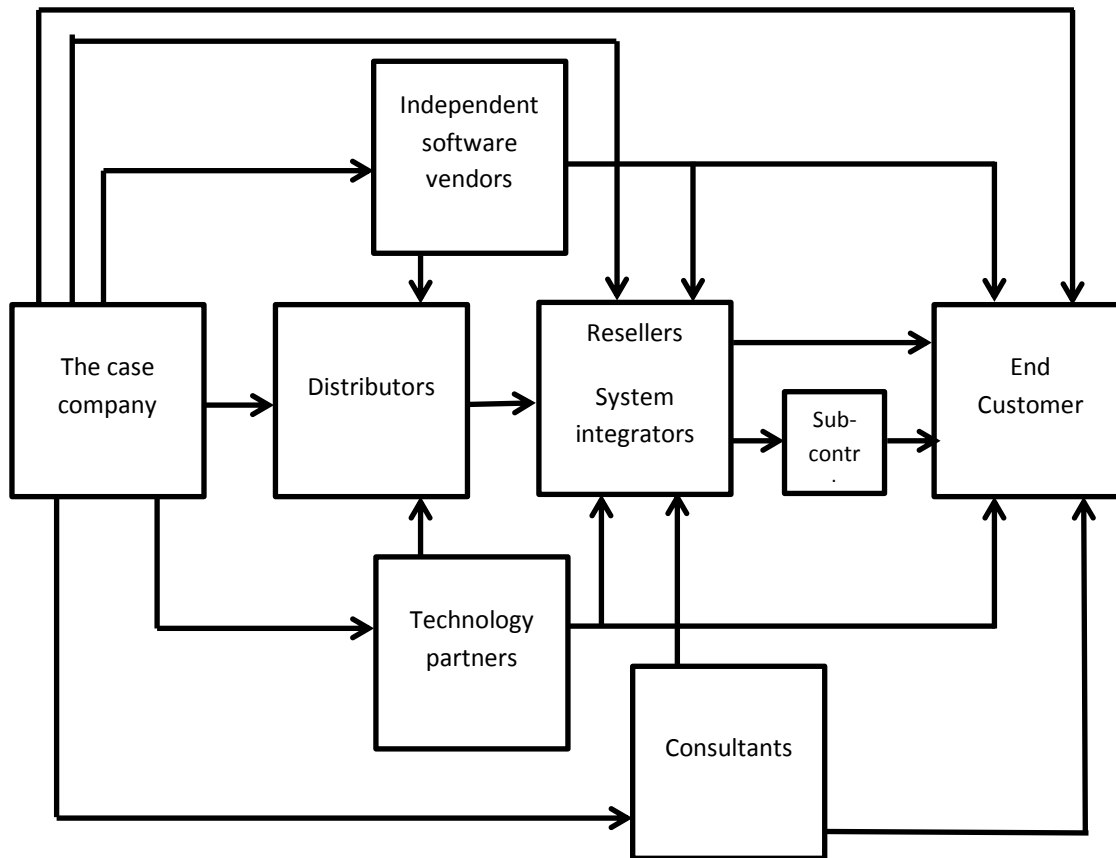 Independent
software
vendors
The case
company
Distributors
Resellers
System
integrators
Sub-
contr
.
End
Customer
Technology
partners
Consultants